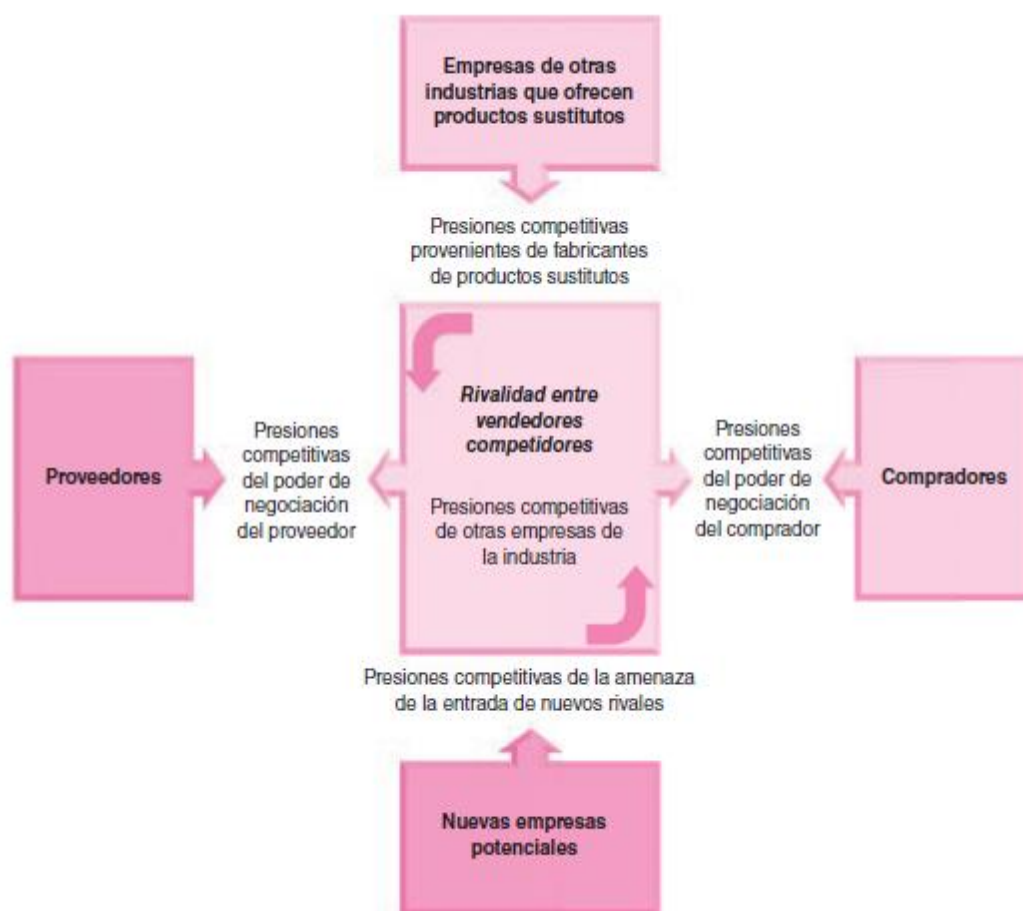 Empresas de otras
industrias que ofrecen
productos sustitutos
Presiones competitivas
provenientes de fabricantes
de productos sustitutos
Proveedores
Presiones
competitivas
del poder de
negociación
del proveedor
Rivalidad entre
vendedores
competidores
Presiones competitivas
de otras empresas de
la industria
Presiones
competitivas
del poder de
negociación
del comprador
Compradores
Presiones competitivas de la amenaza
de la entrada de nuevos rivales
Nuevas empresas
potenciales